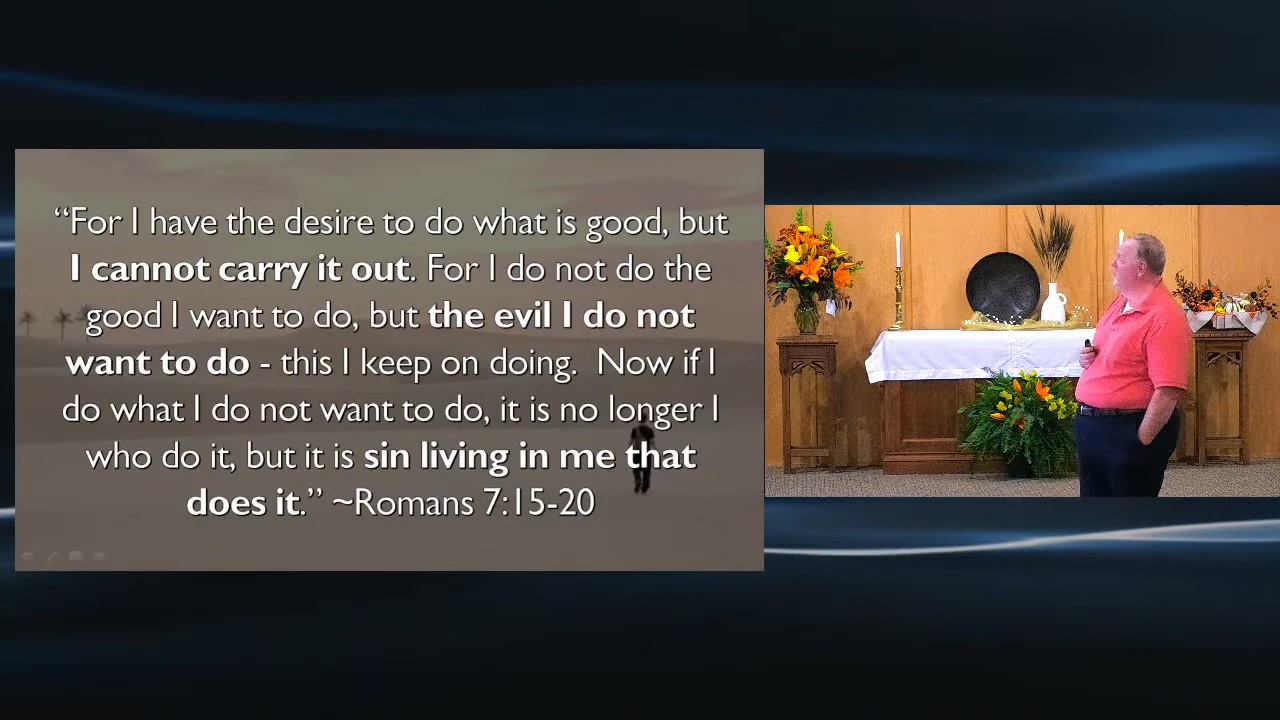 “For I have the desire to do what is good, but
I cannot carry it out. For I do not do the
good I want to do, but the evil I do not
want to do - this I keep on doing.  Now if I
do what I do not want to do, it is no longer I
who do it, but it is sin living in me that
does it.” ~Romans 7:15-20